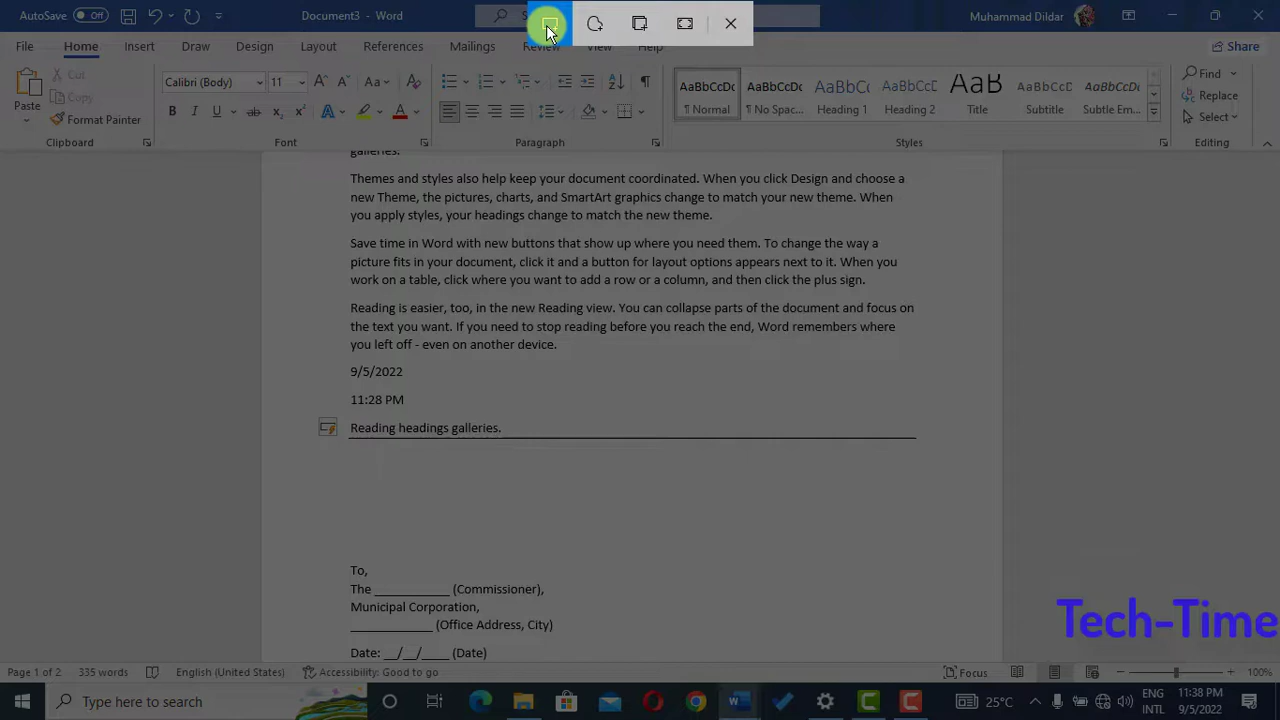 AutoSave Off Document3 - Word Muhammad Dildar
File Home Insert Draw Design Layout References Mailings Review View Help Share
Paste Cut Copy Format Painter
Calibri (Body) 11
AaBbCcDc AaBbCcDc AaBbCc AaBbCcD AaB AaBbCcD AaBbCcDc
¶ Normal ¶ No Spac... Heading 1 Heading 2 Title Subtitle Subtle Em...
Find
Replace
Select
Clipboard Font Paragraph Styles Editing
galleries.
Themes and styles also help keep your document coordinated. When you click Design and choose a
new Theme, the pictures, charts, and SmartArt graphics change to match your new theme. When
you apply styles, your headings change to match the new theme.
Save time in Word with new buttons that show up where you need them. To change the way a
picture fits in your document, click it and a button for layout options appears next to it. When you
work on a table, click where you want to add a row or a column, and then click the plus sign.
Reading is easier, too, in the new Reading view. You can collapse parts of the document and focus on
the text you want. If you need to stop reading before you reach the end, Word remembers where
you left off - even on another device.
9/5/2022
11:28 PM
Reading headings galleries.
To,
The ___________ (Commissioner),
Municipal Corporation,
____________ (Office Address, City)
Date: __/__/____ (Date)
Tech-Time
Page 1 of 2 335 words English (United States) Accessibility: Good to go Focus 100%
Type here to search 25°C ENG INTL 11:38 PM 9/5/2022